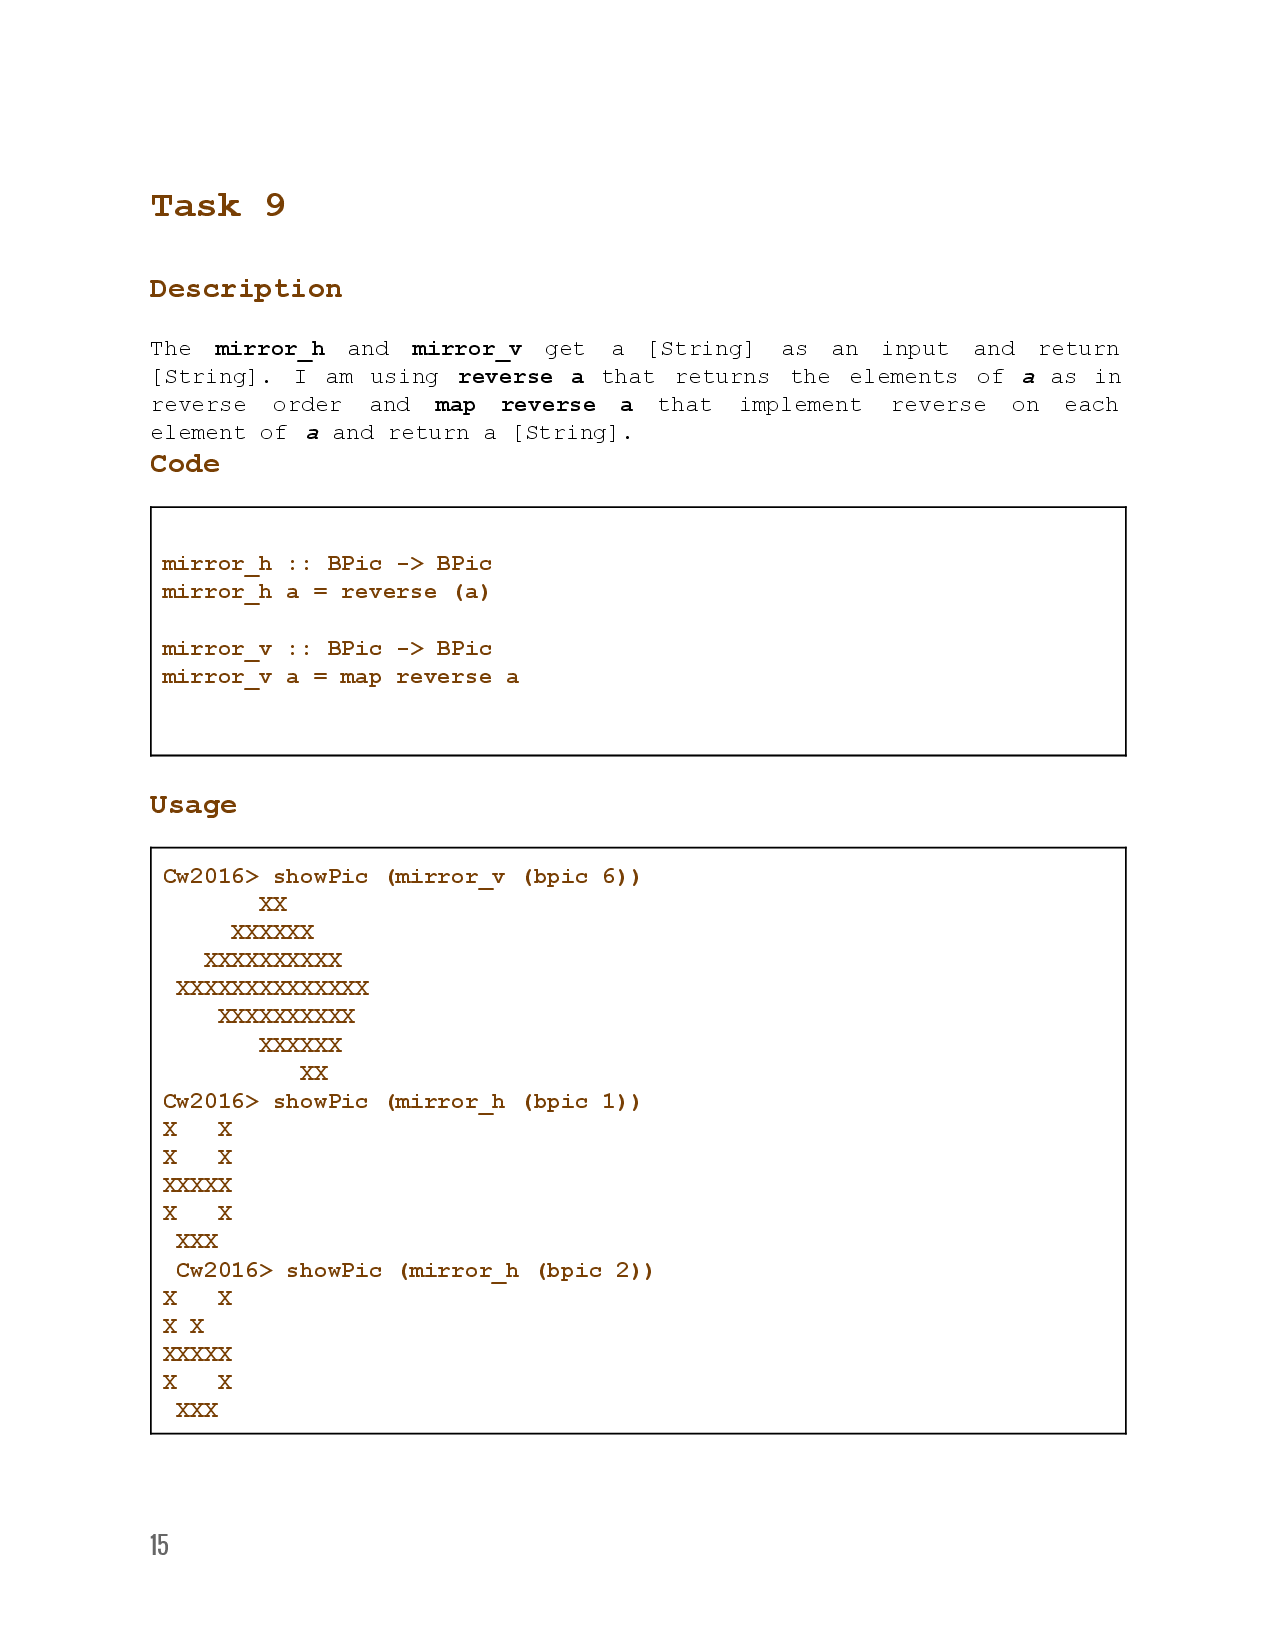 Task 9
Description
The mirror_h and mirror_v get a [String] as an input and return
[String]. I am using reverse a that returns the elements of a as in
reverse order and map reverse a that implement reverse on each
element of a and return a [String].
Code
mirror_h :: BPic -> BPic
mirror_h a = reverse (a)
mirror_v :: BPic -> BPic
mirror_v a = map reverse a
Usage
Cw2016> showPic (mirror_v (bpic 6))
       XX
     XXXXXX
   XXXXXXXXXX
 XXXXXXXXXXXXXX
    XXXXXXXXXX
       XXXXXX
          XX
Cw2016> showPic (mirror_h (bpic 1))
X   X
X   X
XXXXX
X   X
 XXX
 Cw2016> showPic (mirror_h (bpic 2))
X   X
X X
XXXXX
X   X
 XXX
15